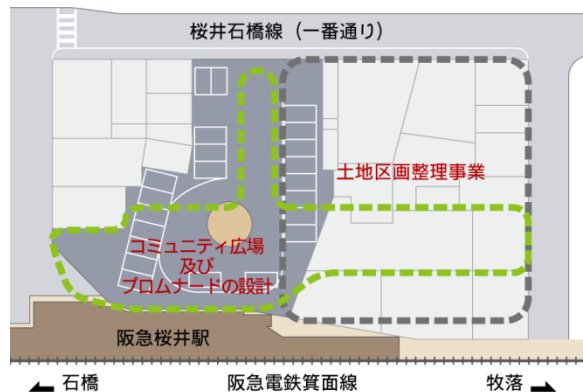 桜井石橋線（一番通り）
土地区画整理事業
コミュニティ広場
及び
プロムナードの設計
阪急桜井駅
石橋
阪急電鉄箕面線
牧落